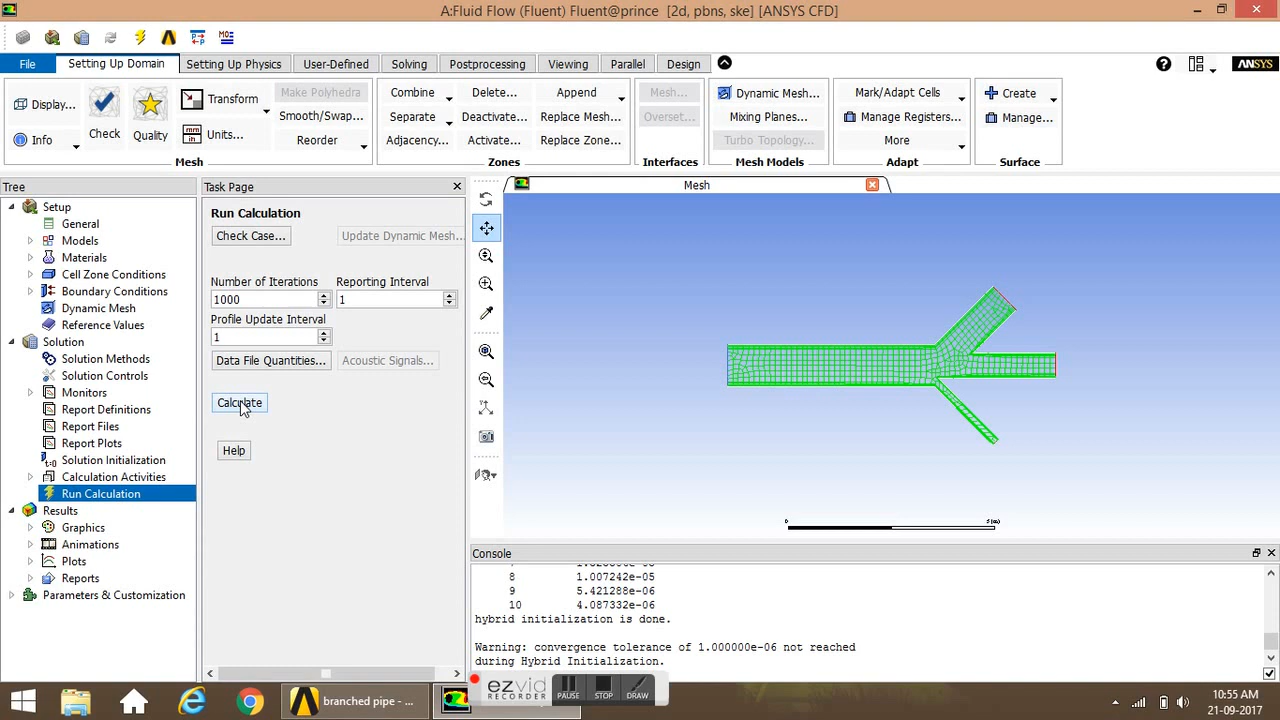 A:Fluid Flow (Fluent) Fluent@prince [2d, pbns, ske] [ANSYS CFD]
File
Setting Up Domain
Setting Up Physics
User-Defined
Solving
Postprocessing
Viewing
Parallel
Design
ANSYS
Display...
Info
Check
Quality
Transform
Units...
Make Polyhedra
Smooth/Swap...
Reorder
Mesh
Combine
Separate
Adjacency...
Delete...
Deactivate...
Activate...
Append
Replace Mesh...
Replace Zone...
Zones
Mesh...
Overset...
Interfaces
Dynamic Mesh...
Mixing Planes...
Turbo Topology...
Mesh Models
Mark/Adapt Cells
Manage Registers...
More
Adapt
Create
Manage...
Surface
Tree
Setup
General
Models
Materials
Cell Zone Conditions
Boundary Conditions
Dynamic Mesh
Reference Values
Solution
Solution Methods
Solution Controls
Monitors
Report Definitions
Report Files
Report Plots
Solution Initialization
Calculation Activities
Run Calculation
Results
Graphics
Animations
Plots
Reports
Parameters & Customization
Task Page
Run Calculation
Check Case...
Update Dynamic Mesh...
Number of Iterations
Reporting Interval
1000
1
Profile Update Interval
1
Data File Quantities...
Acoustic Signals...
Calculate
Help
Mesh
0
Console
8 1.007242e-05
9 5.421288e-06
10 4.087332e-06
hybrid initialization is done.
Warning: convergence tolerance of 1.000000e-06 not reached
during Hybrid Initialization.
ezvid
RECORDER
PAUSE
STOP
DRAW
branched pipe - ...
10:55 AM
21-09-2017